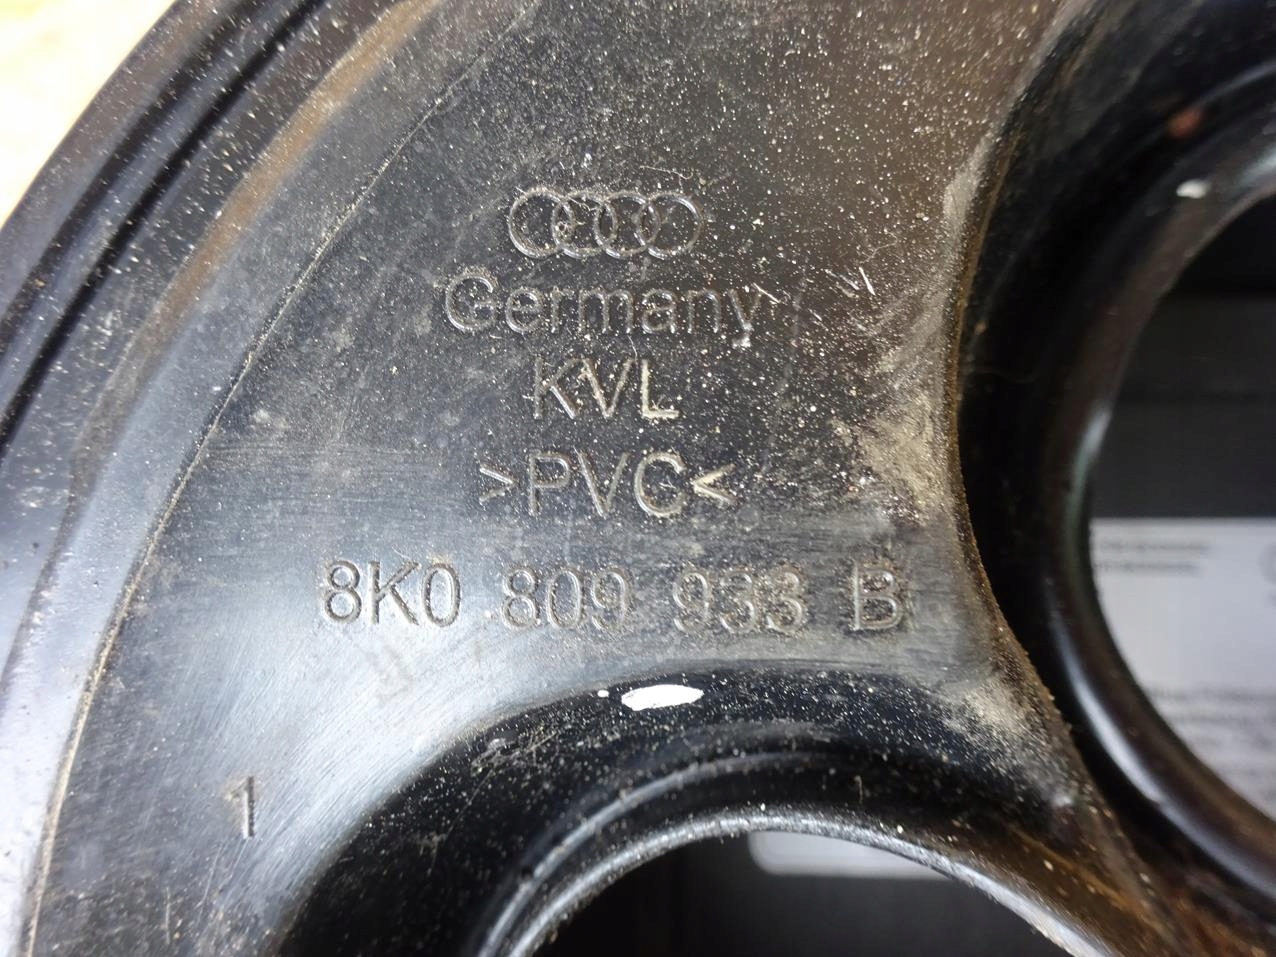 Germany
KVL
>PVC<
8K0 809 933 B
1